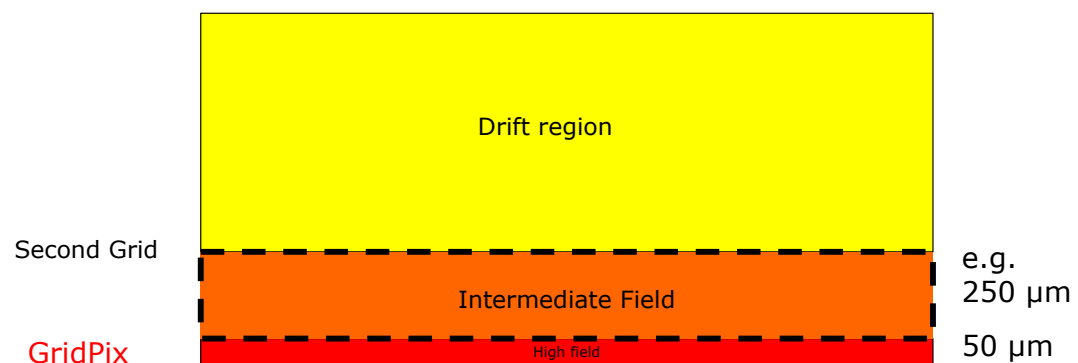 Drift region
Second Grid
e.g.
250 µm
Intermediate Field
High field
50 µm
GridPix